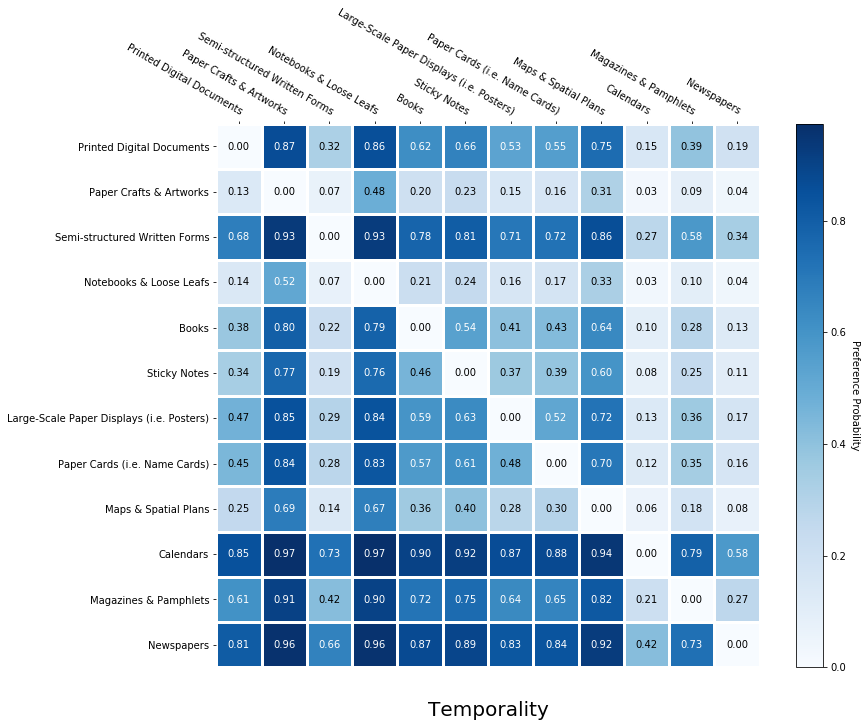 Printed Digital Documents
Paper Crafts & Artworks
Semi-structured Written Forms
Notebooks & Loose Leafs
Books
Sticky Notes
Large-Scale Paper Displays (i.e. Posters)
Paper Cards (i.e. Name Cards)
Maps & Spatial Plans
Calendars
Magazines & Pamphlets
Newspapers
Printed Digital Documents 0.00 0.87 0.32 0.86 0.62 0.66 0.53 0.55 0.75 0.15 0.39 0.19
Paper Crafts & Artworks 0.13 0.00 0.07 0.48 0.20 0.23 0.15 0.16 0.31 0.03 0.09 0.04
Semi-structured Written Forms 0.68 0.93 0.00 0.93 0.78 0.81 0.71 0.72 0.86 0.27 0.58 0.34
Notebooks & Loose Leafs 0.14 0.52 0.07 0.00 0.21 0.24 0.16 0.17 0.33 0.03 0.10 0.04
Books 0.38 0.80 0.22 0.79 0.00 0.54 0.41 0.43 0.64 0.10 0.28 0.13
Sticky Notes 0.34 0.77 0.19 0.76 0.46 0.00 0.37 0.39 0.60 0.08 0.25 0.11
Large-Scale Paper Displays (i.e. Posters) 0.47 0.85 0.29 0.84 0.59 0.63 0.00 0.52 0.72 0.13 0.36 0.17
Paper Cards (i.e. Name Cards) 0.45 0.84 0.28 0.83 0.57 0.61 0.48 0.00 0.70 0.12 0.35 0.16
Maps & Spatial Plans 0.25 0.69 0.14 0.67 0.36 0.40 0.28 0.30 0.00 0.06 0.18 0.08
Calendars 0.85 0.97 0.73 0.97 0.90 0.92 0.87 0.88 0.94 0.00 0.79 0.58
Magazines & Pamphlets 0.61 0.91 0.42 0.90 0.72 0.75 0.64 0.65 0.82 0.21 0.00 0.27
Newspapers 0.81 0.96 0.66 0.96 0.87 0.89 0.83 0.84 0.92 0.42 0.73 0.00
0.8
0.6
0.4
0.2
0.0
Preference Probability
Temporality